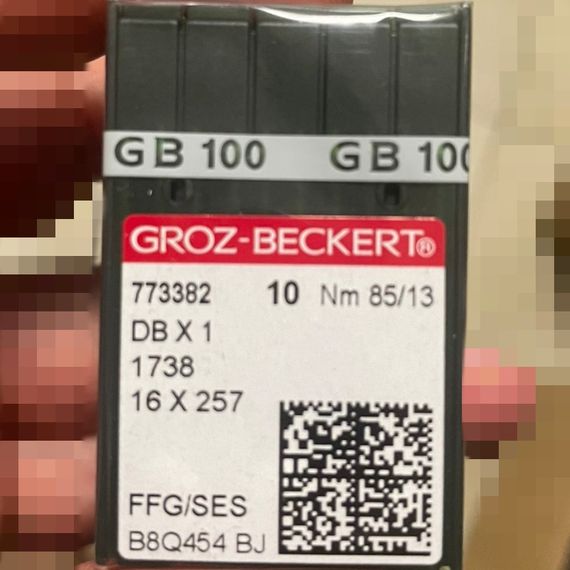 GB 100 GB 100
GROZ-BECKERT®
773382 10 Nm 85/13
DB X 1
1738
16 X 257
FFG/SES
B8Q454 BJ